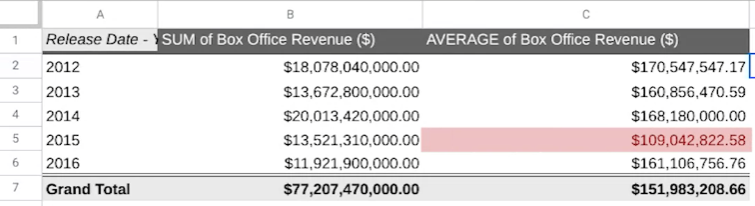 A B C
1 Release Date - Y SUM of Box Office Revenue ($) AVERAGE of Box Office Revenue ($)
2 2012 $18,078,040,000.00 $170,547,547.17
3 2013 $13,672,800,000.00 $160,856,470.59
4 2014 $20,013,420,000.00 $168,180,000.00
5 2015 $13,521,310,000.00 $109,042,822.58
6 2016 $11,921,900,000.00 $161,106,756.76
7 Grand Total $77,207,470,000.00 $151,983,208.66